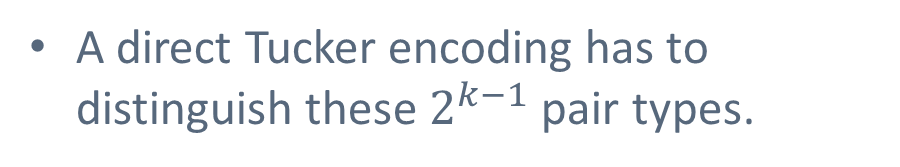 • A direct Tucker encoding has to
distinguish these 2^{k−1} pair types.